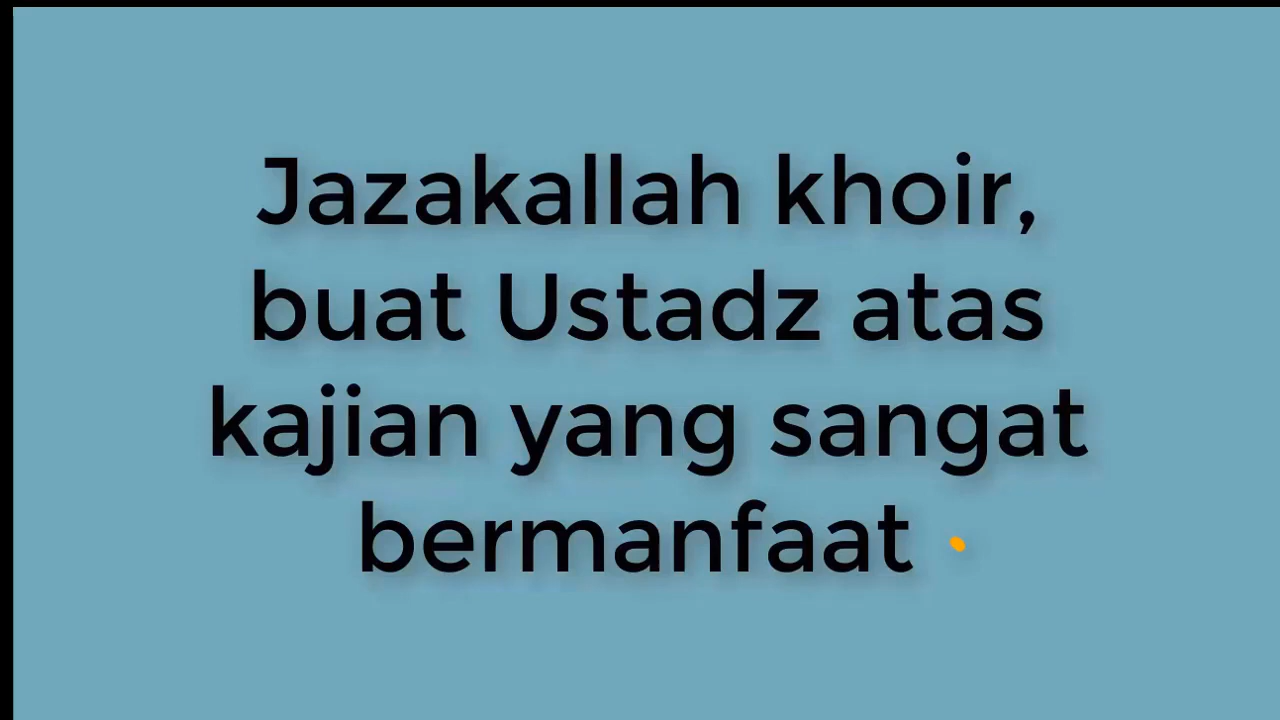 Jazakallah khoir,
buat Ustadz atas
kajian yang sangat
bermanfaat